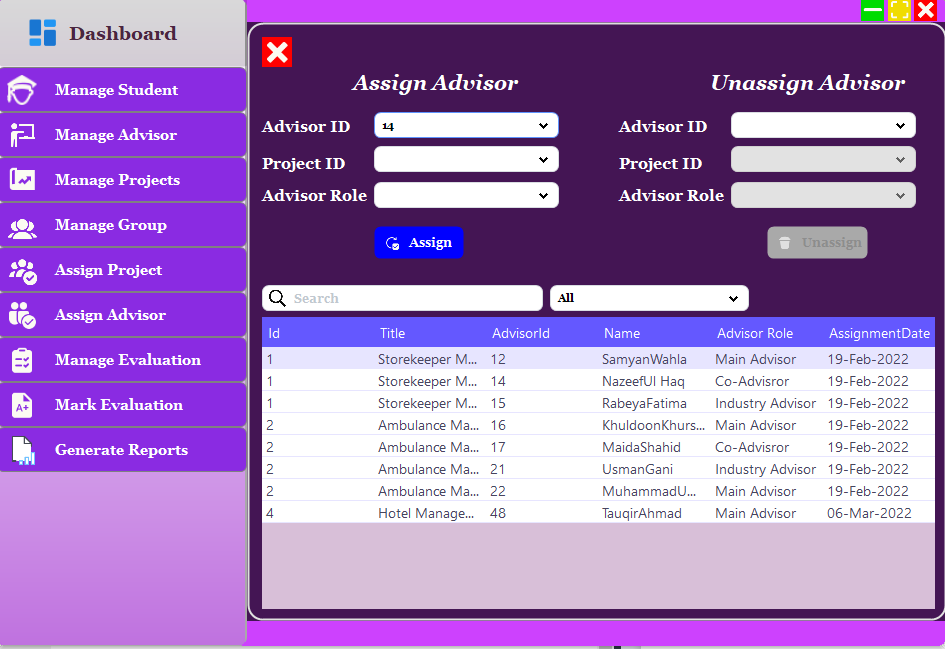 Dashboard
Manage Student
Manage Advisor
Manage Projects
Manage Group
Assign Project
Assign Advisor
Manage Evaluation
A+
Mark Evaluation
Generate Reports
Assign Advisor
Advisor ID 14
Project ID
Advisor Role
Assign
Unassign Advisor
Advisor ID
Project ID
Advisor Role
Unassign
Search All
Id Title AdvisorId Name Advisor Role AssignmentDate
1 Storekeeper M... 12 SamyanWahla Main Advisor 19-Feb-2022
1 Storekeeper M... 14 NazeefUl Haq Co-Advisror 19-Feb-2022
1 Storekeeper M... 15 RabeyaFatima Industry Advisor 19-Feb-2022
2 Ambulance Ma... 16 KhuldoonKhurs... Main Advisor 19-Feb-2022
2 Ambulance Ma... 17 MaidaShahid Co-Advisror 19-Feb-2022
2 Ambulance Ma... 21 UsmanGani Industry Advisor 19-Feb-2022
2 Ambulance Ma... 22 MuhammadU... Main Advisor 19-Feb-2022
4 Hotel Manage... 48 TauqirAhmad Main Advisor 06-Mar-2022